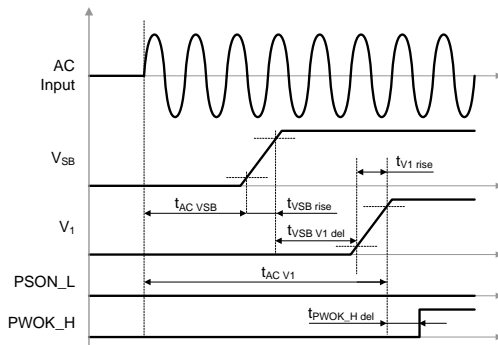 AC
Input
VSB
tV1 rise
tAC VSB
tVSB rise
V1
tVSB V1 del
tAC V1
PSON_L
tPWOK_H del
PWOK_H